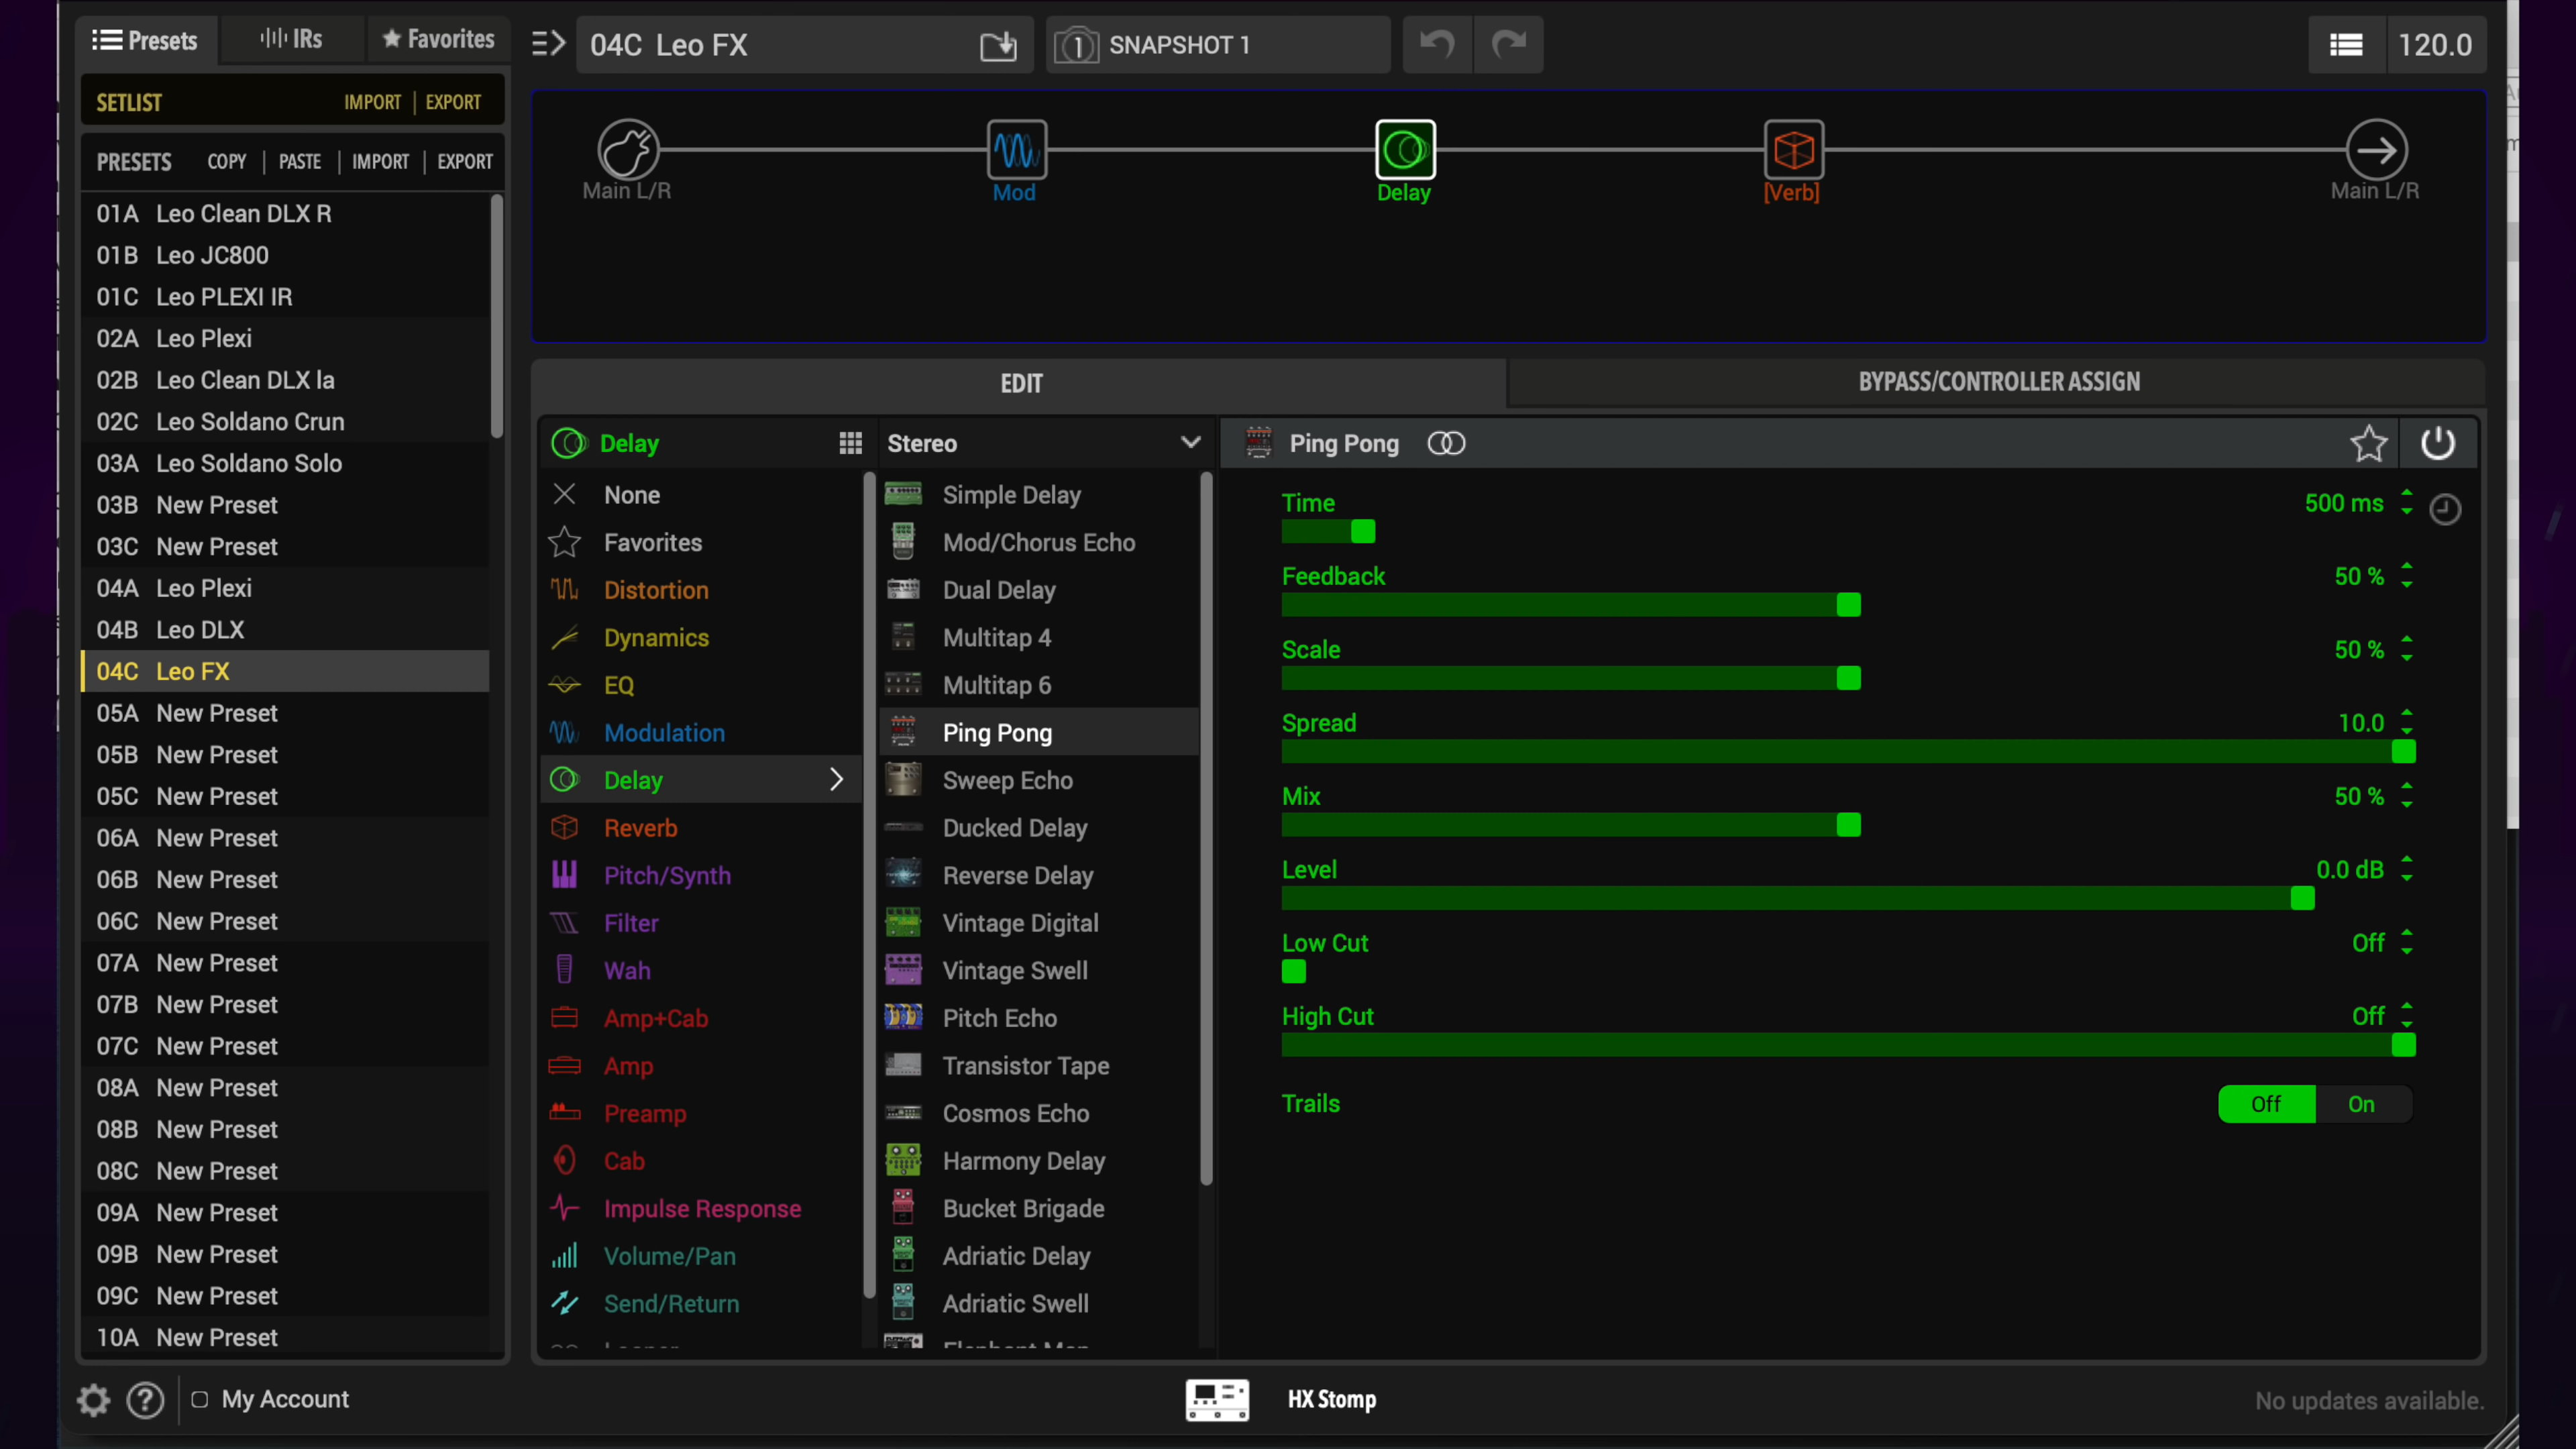 Presets
IRs
Favorites
04C Leo FX
1
SNAPSHOT 1
120.0
SETLIST
IMPORT | EXPORT
PRESETS
COPY | PASTE | IMPORT | EXPORT
01A Leo Clean DLX R
01B Leo JC800
01C Leo PLEXI IR
02A Leo Plexi
02B Leo Clean DLX la
02C Leo Soldano Crun
03A Leo Soldano Solo
03B New Preset
03C New Preset
04A Leo Plexi
04B Leo DLX
04C Leo FX
05A New Preset
05B New Preset
05C New Preset
06A New Preset
06B New Preset
06C New Preset
07A New Preset
07B New Preset
07C New Preset
08A New Preset
08B New Preset
08C New Preset
09A New Preset
09B New Preset
09C New Preset
10A New Preset
Main L/R
Mod
Delay
[Verb]
Main L/R
EDIT
BYPASS/CONTROLLER ASSIGN
Delay
None
Favorites
Distortion
Dynamics
EQ
Modulation
Delay
Reverb
Pitch/Synth
Filter
Wah
Amp+Cab
Amp
Preamp
Cab
Impulse Response
Volume/Pan
Send/Return
Stereo
Simple Delay
Mod/Chorus Echo
Dual Delay
Multitap 4
Multitap 6
Ping Pong
Sweep Echo
Ducked Delay
Reverse Delay
Vintage Digital
Vintage Swell
Pitch Echo
Transistor Tape
Cosmos Echo
Harmony Delay
Bucket Brigade
Adriatic Delay
Adriatic Swell
Ping Pong
Time 500 ms
Feedback 50 %
Scale 50 %
Spread 10.0
Mix 50 %
Level 0.0 dB
Low Cut Off
High Cut Off
Trails Off On
? My Account
HX Stomp
No updates available.